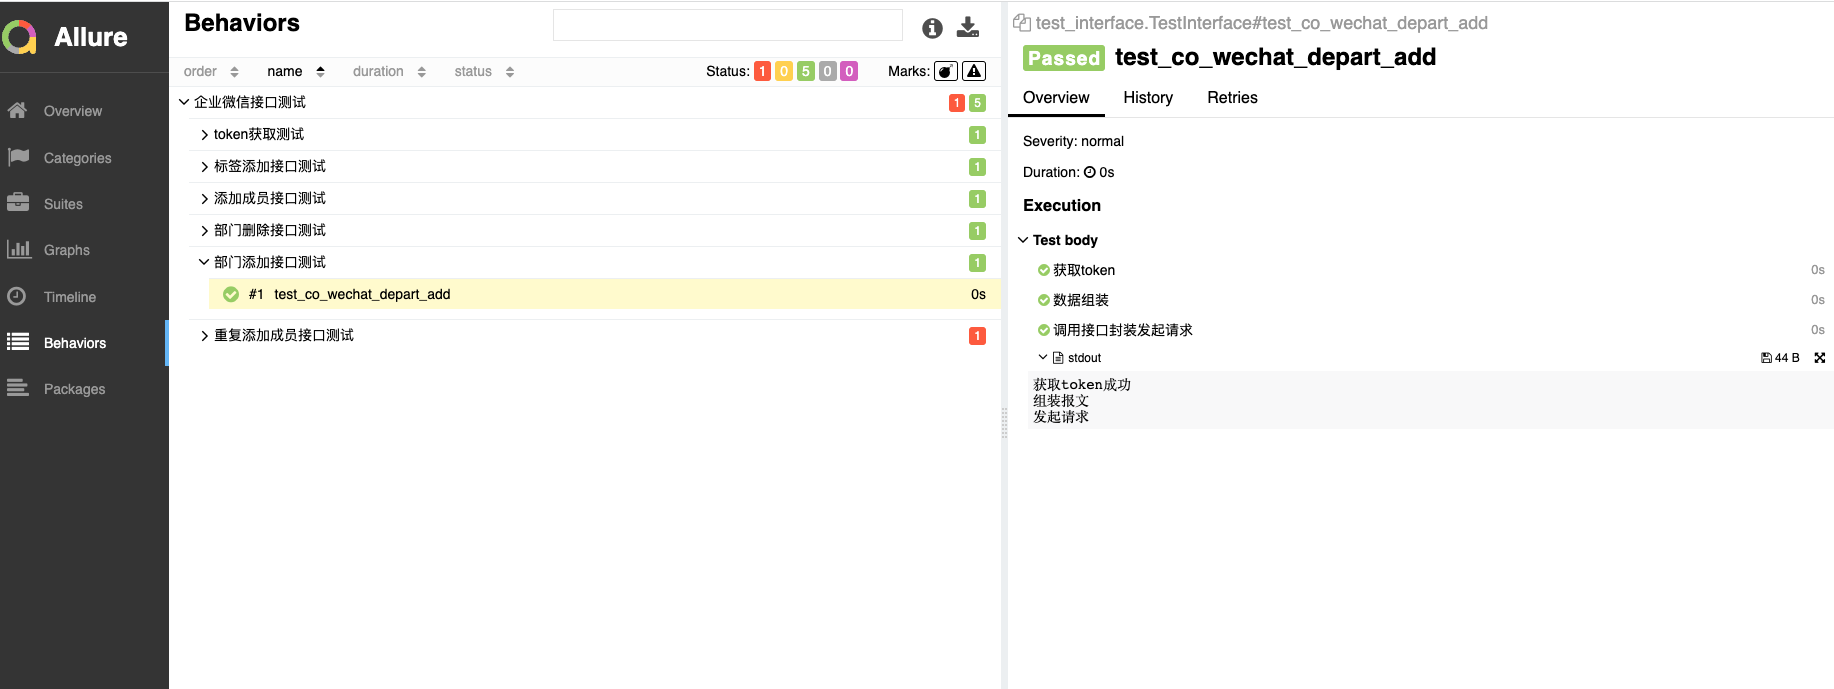 Allure
Overview
Categories
Suites
Graphs
Timeline
Behaviors
Packages
Behaviors
order name duration status Status: 1 0 5 0 0 Marks:
企业微信接口测试 1 5
token获取测试 1
标签添加接口测试 1
添加成员接口测试 1
部门删除接口测试 1
部门添加接口测试 1
#1 test_co_wechat_depart_add 0s
重复添加成员接口测试 1
test_interface.TestInterface#test_co_wechat_depart_add
Passed test_co_wechat_depart_add
Overview History Retries
Severity: normal
Duration: 0s
Execution
Test body
获取token 0s
数据组装 0s
调用接口封装发起请求 0s
stdout 44 B
获取token成功
组装报文
发起请求